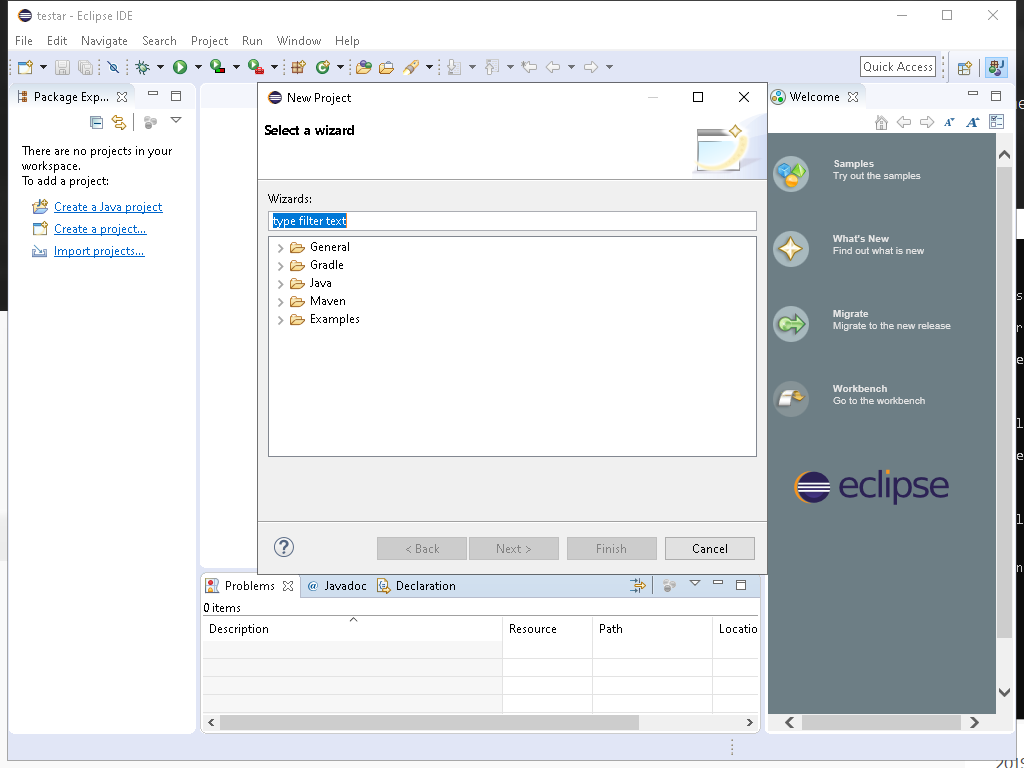 testar - Eclipse IDE
File Edit Navigate Search Project Run Window Help
Quick Access
Package Exp...
There are no projects in your
workspace.
To add a project:
Create a Java project
Create a project...
Import projects...
New Project
Select a wizard
Wizards:
type filter text
General
Gradle
Java
Maven
Examples
?
< Back Next > Finish Cancel
Welcome
Samples
Try out the samples
What's New
Find out what is new
Migrate
Migrate to the new release
Workbench
Go to the workbench
eclipse
Problems @ Javadoc Declaration
0 items
Description Resource Path Locatio